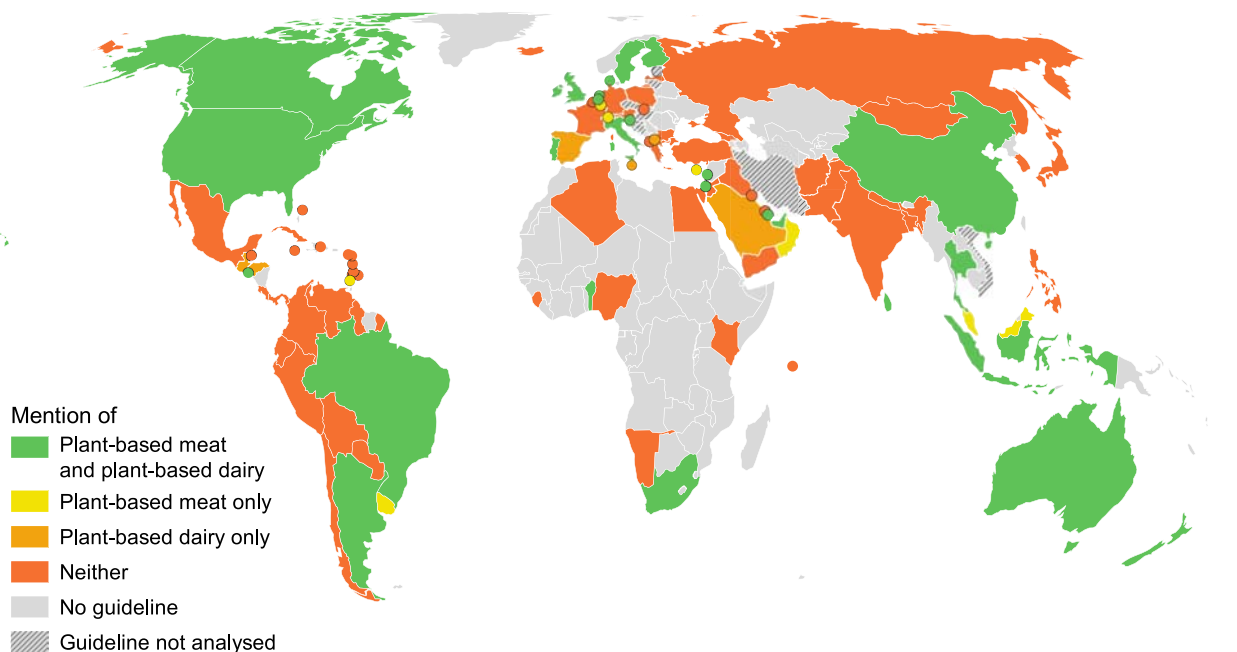 Mention of
Plant-based meat
and plant-based dairy
Plant-based meat only
Plant-based dairy only
Neither
No guideline
Guideline not analysed